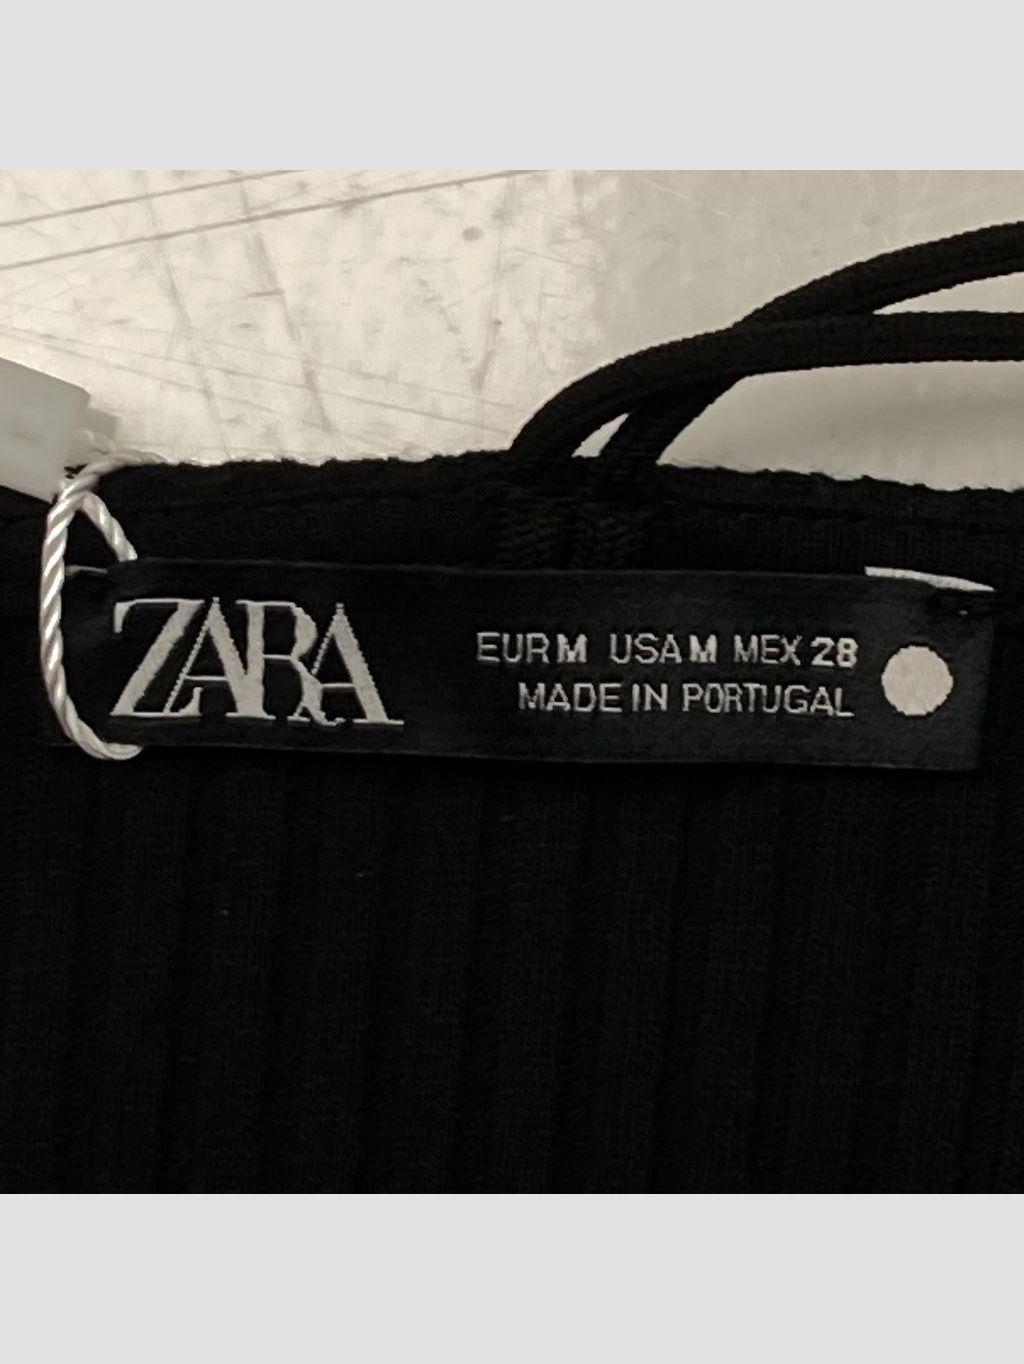 ZARA
EUR M USA M MEX 28
MADE IN PORTUGAL